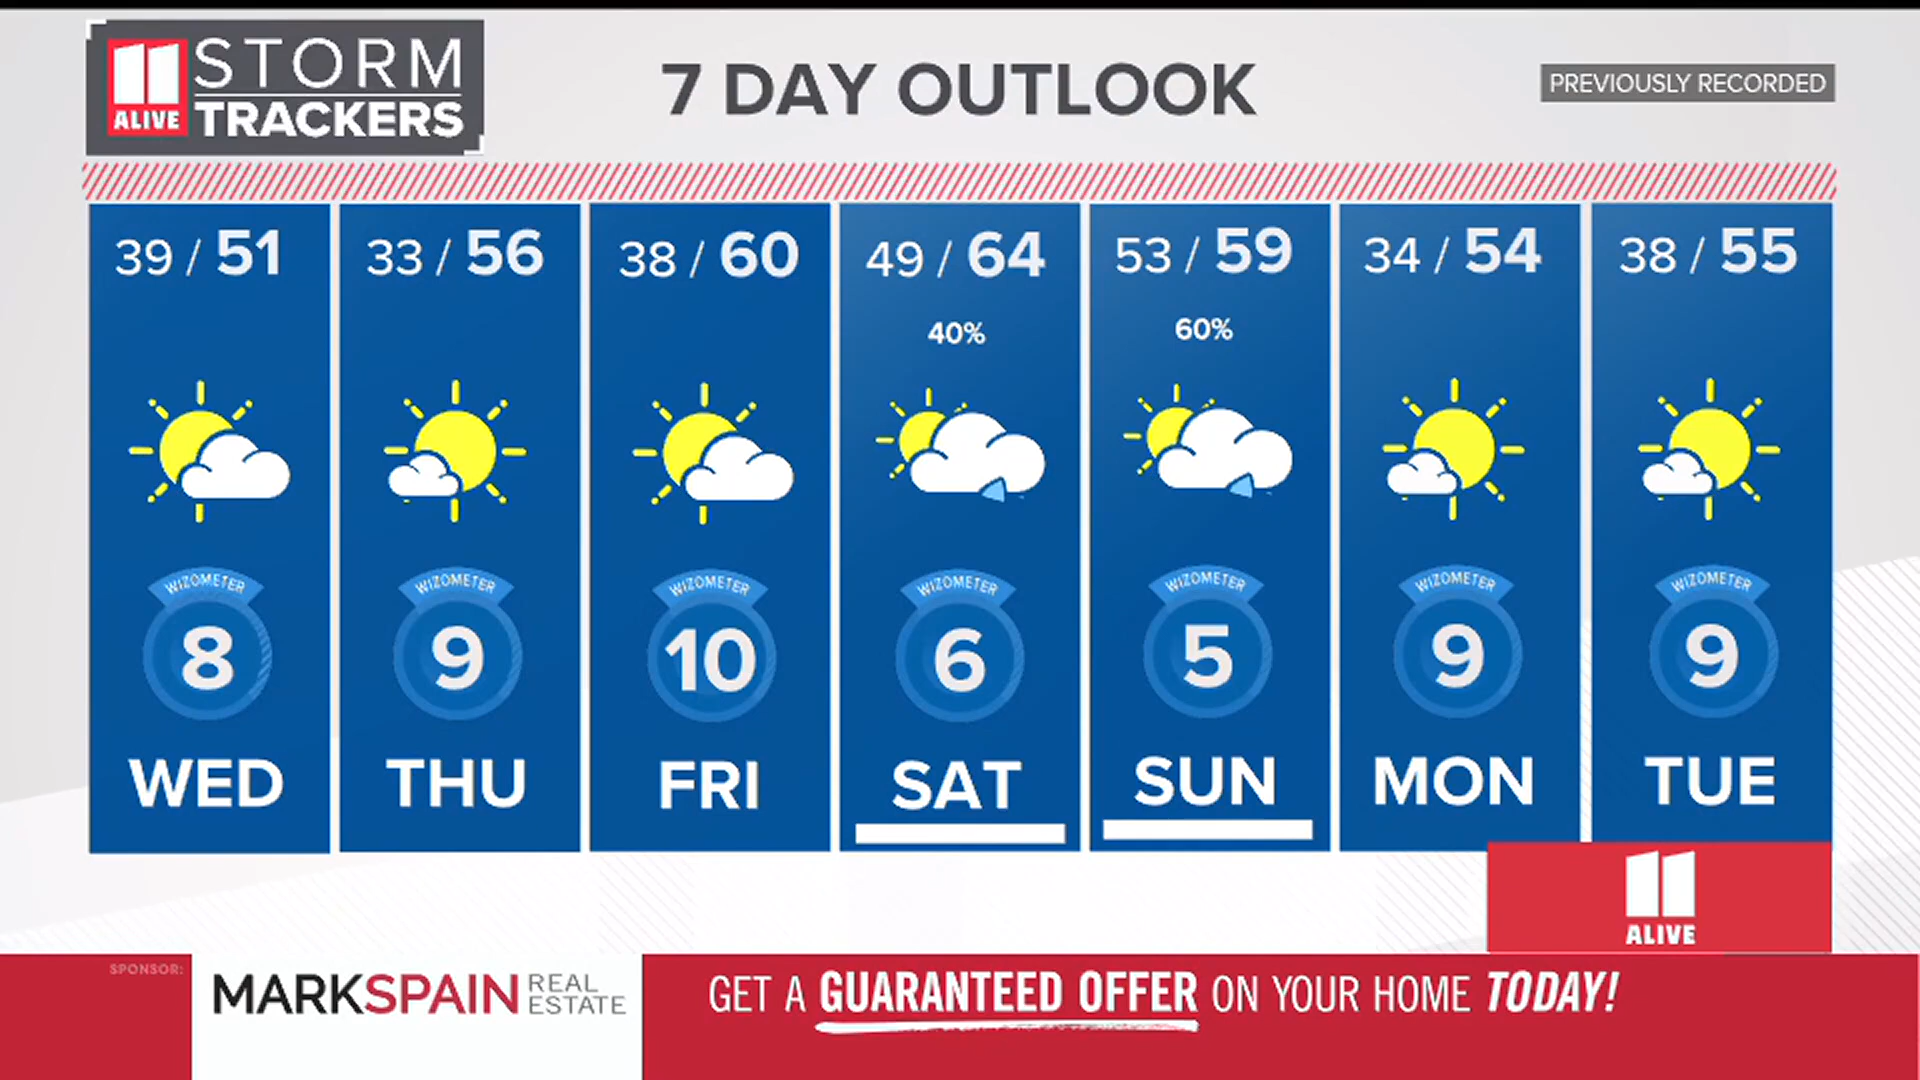 11 ALIVE
STORM
TRACKERS
7 DAY OUTLOOK
PREVIOUSLY RECORDED
39 / 51
WIZOMETER
8
WED
33 / 56
WIZOMETER
9
THU
38 / 60
WIZOMETER
10
FRI
49 / 64
40%
WIZOMETER
6
SAT
53 / 59
60%
WIZOMETER
5
SUN
34 / 54
WIZOMETER
9
MON
38 / 55
WIZOMETER
9
TUE
11
ALIVE
SPONSOR:
MARKSPAIN REAL ESTATE
GET A GUARANTEED OFFER ON YOUR HOME TODAY!